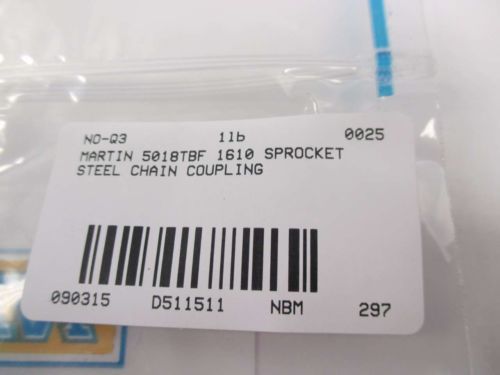 NO-Q3 1lb 0025
MARTIN 5018TBF 1610 SPROCKET
STEEL CHAIN COUPLING
090315 D511511 NBM 297